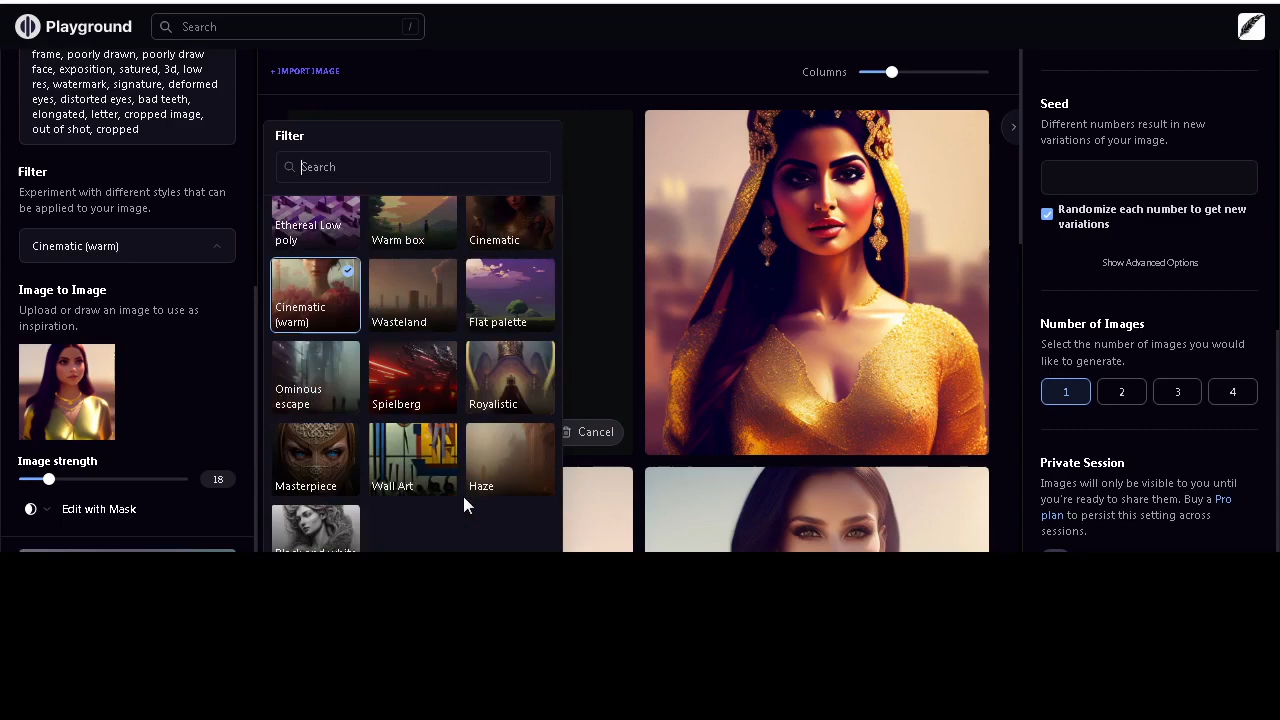 Playground
Search
/
frame, poorly drawn, poorly draw
face, exposition, satured, 3d, low
res, watermark, signature, deformed
eyes, distorted eyes, bad teeth,
elongated, letter, cropped image,
out of shot, cropped
Filter
Experiment with different styles that can
be applied to your image.
Cinematic (warm)
Image to Image
Upload or draw an image to use as
inspiration.
Image strength
18
Edit with Mask
+ IMPORT IMAGE
Columns
Filter
Search
Ethereal Low
poly
Warm box
Cinematic
Cinematic
(warm)
Wasteland
Flat palette
Ominous
escape
Spielberg
Royalistic
Masterpiece
Wall Art
Haze
Black and white
Cancel
Seed
Different numbers result in new
variations of your image.
Randomize each number to get new
variations
Show Advanced Options
Number of Images
Select the number of images you would
like to generate.
1
2
3
4
Private Session
Images will only be visible to you until
you're ready to share them. Buy a Pro
plan to persist this setting across
sessions.